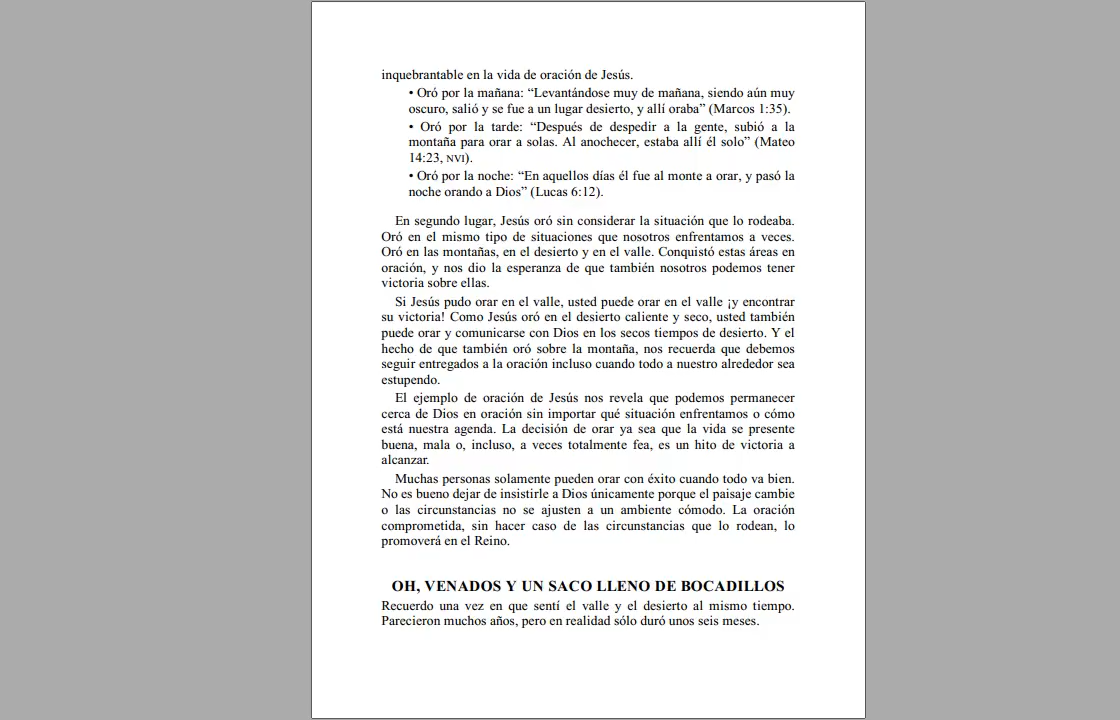 inquebrantable en la vida de oración de Jesús.
• Oró por la mañana: “Levantándose muy de mañana, siendo aún muy
oscuro, salió y se fue a un lugar desierto, y allí oraba” (Marcos 1:35).
• Oró por la tarde: “Después de despedir a la gente, subió a la
montaña para orar a solas. Al anochecer, estaba allí él solo” (Mateo
14:23, NVI).
• Oró por la noche: “En aquellos días él fue al monte a orar, y pasó la
noche orando a Dios” (Lucas 6:12).
En segundo lugar, Jesús oró sin considerar la situación que lo rodeaba.
Oró en el mismo tipo de situaciones que nosotros enfrentamos a veces.
Oró en las montañas, en el desierto y en el valle. Conquistó estas áreas en
oración, y nos dio la esperanza de que también nosotros podemos tener
victoria sobre ellas.
Si Jesús pudo orar en el valle, usted puede orar en el valle ¡y encontrar
su victoria! Como Jesús oró en el desierto caliente y seco, usted también
puede orar y comunicarse con Dios en los secos tiempos de desierto. Y el
hecho de que también oró sobre la montaña, nos recuerda que debemos
seguir entregados a la oración incluso cuando todo a nuestro alrededor sea
estupendo.
El ejemplo de oración de Jesús nos revela que podemos permanecer
cerca de Dios en oración sin importar qué situación enfrentamos o cómo
está nuestra agenda. La decisión de orar ya sea que la vida se presente
buena, mala o, incluso, a veces totalmente fea, es un hito de victoria a
alcanzar.
Muchas personas solamente pueden orar con éxito cuando todo va bien.
No es bueno dejar de insistirle a Dios únicamente porque el paisaje cambie
o las circunstancias no se ajusten a un ambiente cómodo. La oración
comprometida, sin hacer caso de las circunstancias que lo rodean, lo
promoverá en el Reino.
OH, VENADOS Y UN SACO LLENO DE BOCADILLOS
Recuerdo una vez en que sentí el valle y el desierto al mismo tiempo.
Parecieron muchos años, pero en realidad sólo duró unos seis meses.